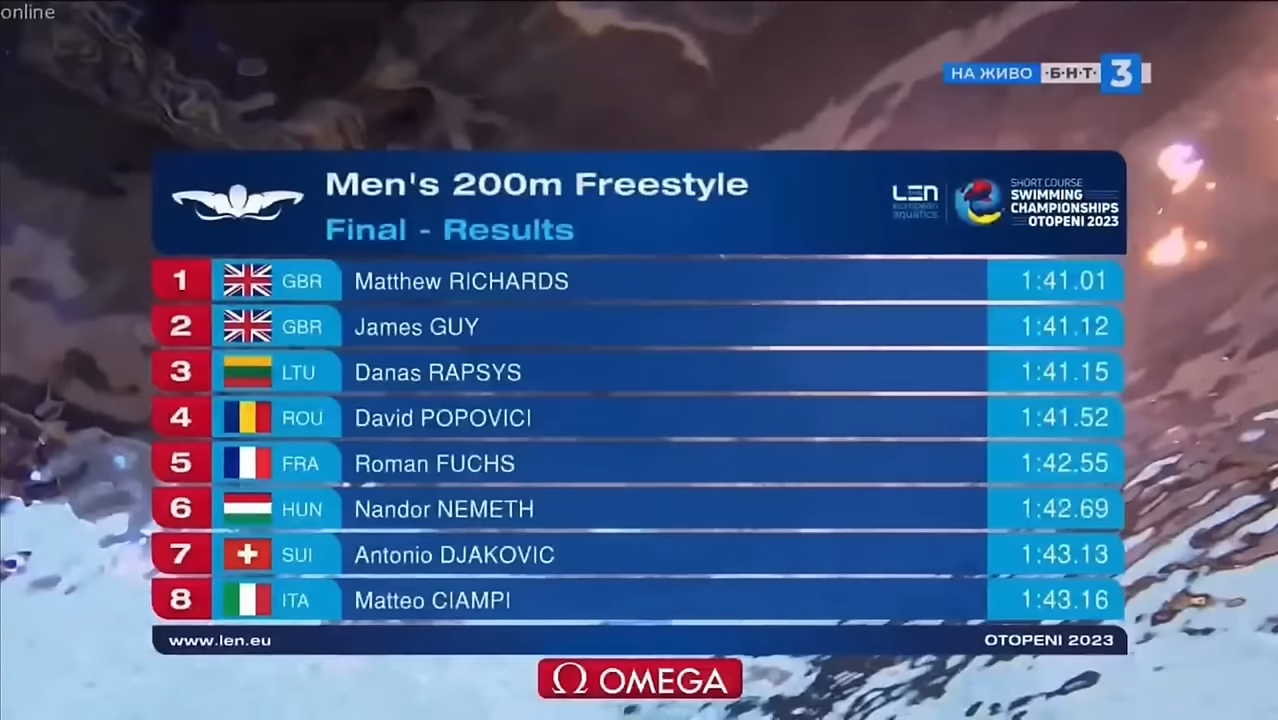 online
НА ЖИВО ·Б·Н·Т· 3
Men's 200m Freestyle
Final - Results
LEN
european
aquatics
SHORT COURSE
SWIMMING
CHAMPIONSHIPS
OTOPENI 2023
1 GBR Matthew RICHARDS 1:41.01
2 GBR James GUY 1:41.12
3 LTU Danas RAPSYS 1:41.15
4 ROU David POPOVICI 1:41.52
5 FRA Roman FUCHS 1:42.55
6 HUN Nandor NEMETH 1:42.69
7 SUI Antonio DJAKOVIC 1:43.13
8 ITA Matteo CIAMPI 1:43.16
www.len.eu OTOPENI 2023
Ω OMEGA